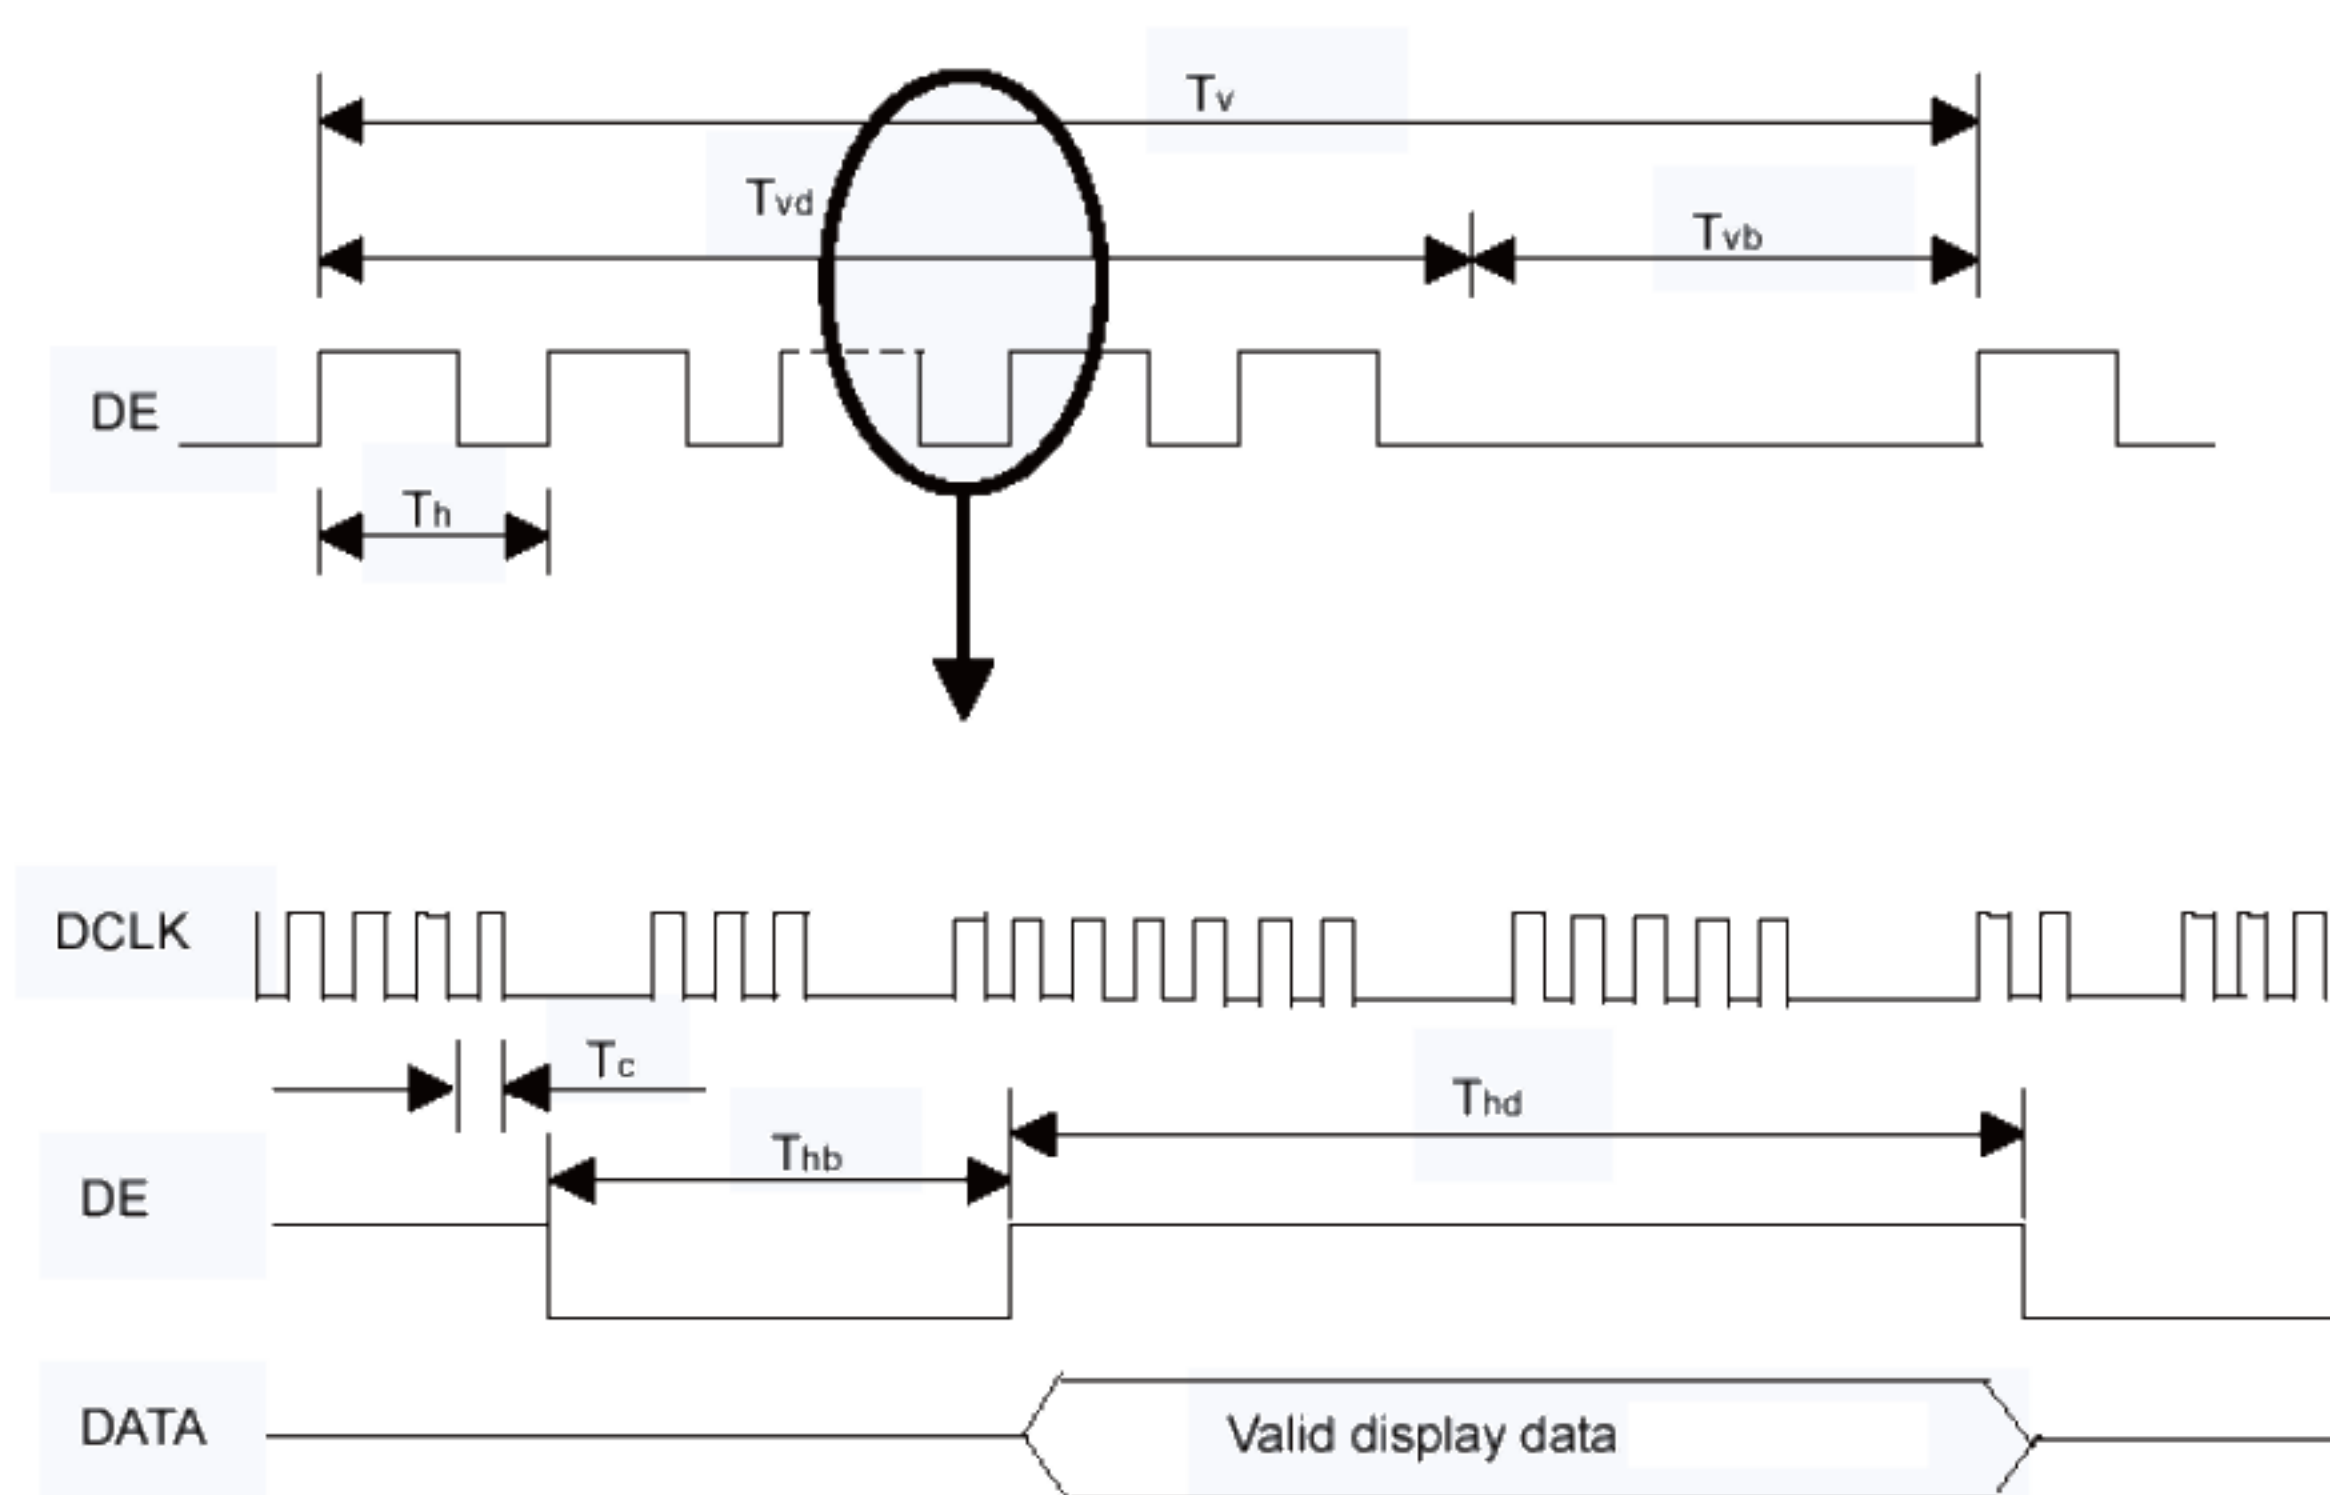 Tv
Tvd
Tvb
DE
Th
DCLK
Tc
Thd
Thb
DE
DATA
Valid display data